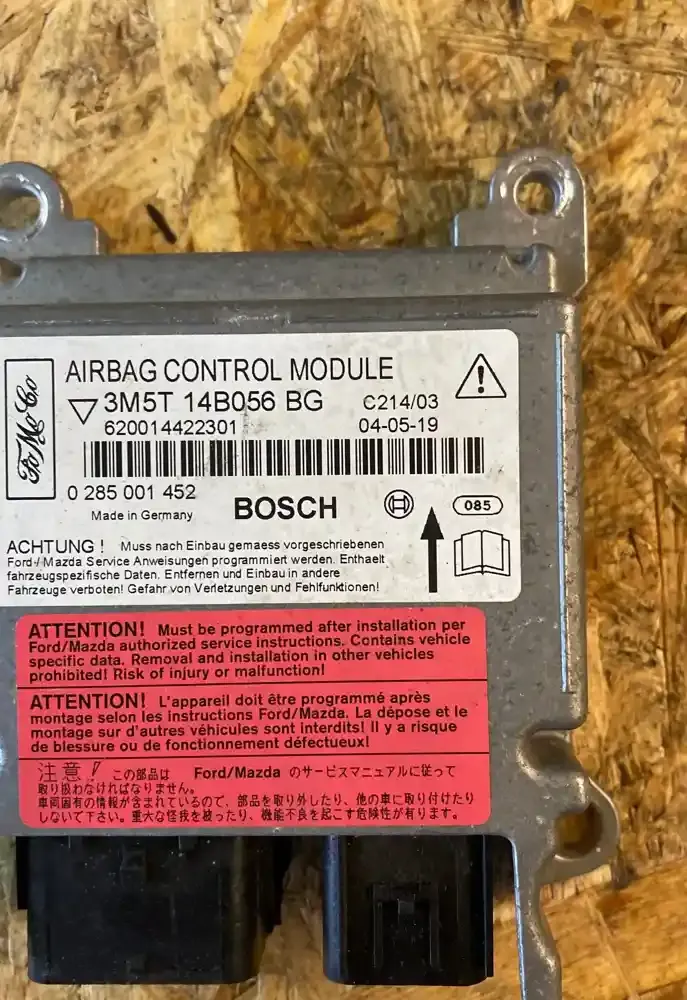 FoMoCo
AIRBAG CONTROL MODULE
3M5T 14B056 BG
C214/03
620014422301
04-05-19
0 285 001 452
Made in Germany
BOSCH
085
ACHTUNG ! Muss nach Einbau gemaess vorgeschriebenen
Ford / Mazda Service Anweisungen programmiert werden. Enthaelt
fahrzeugspezifische Daten. Entfernen und Einbau in andere
Fahrzeuge verboten! Gefahr von Verletzungen und Fehlfunktionen!
ATTENTION! Must be programmed after installation per
Ford/Mazda authorized service instructions. Contains vehicle
specific data. Removal and installation in other vehicles
prohibited! Risk of injury or malfunction!
ATTENTION! L'appareil doit être programmé après
montage selon les instructions Ford/Mazda. La dépose et le
montage sur d'autres véhicules sont interdits! Il y a risque
de blessure ou de fonctionnement défectueux!
注意! この部品は Ford/Mazda のサービスマニュアルに従って
取り扱わなければなりません。
車両固有の情報が含まれているので、部品を取り外したり、他の車に取り付けたり
しないで下さい。重大な怪我を被ったり、機能不良を起こす危険性が有ります。